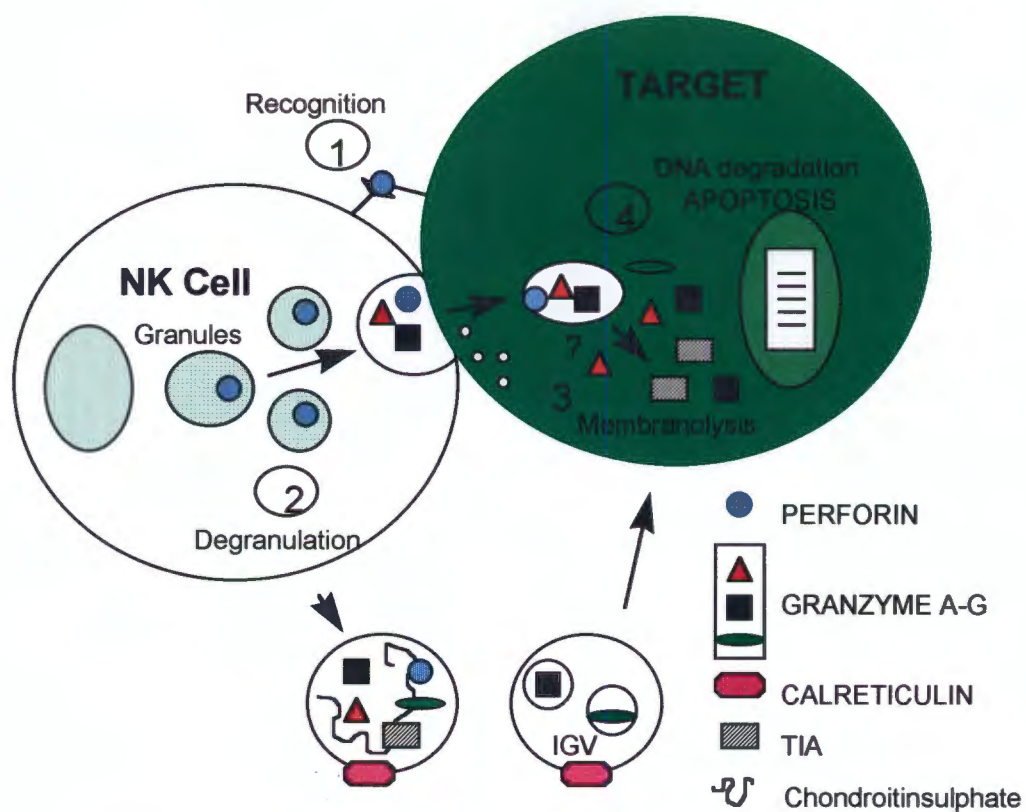 TARGET
Recognition
1
DNA degradation
APOPTOSIS
4
NK Cell
Granules
?
3
Membranolysis
2
Degranulation
PERFORIN
GRANZYME A-G
CALRETICULIN
IGV
TIA
Chondroitinsulphate